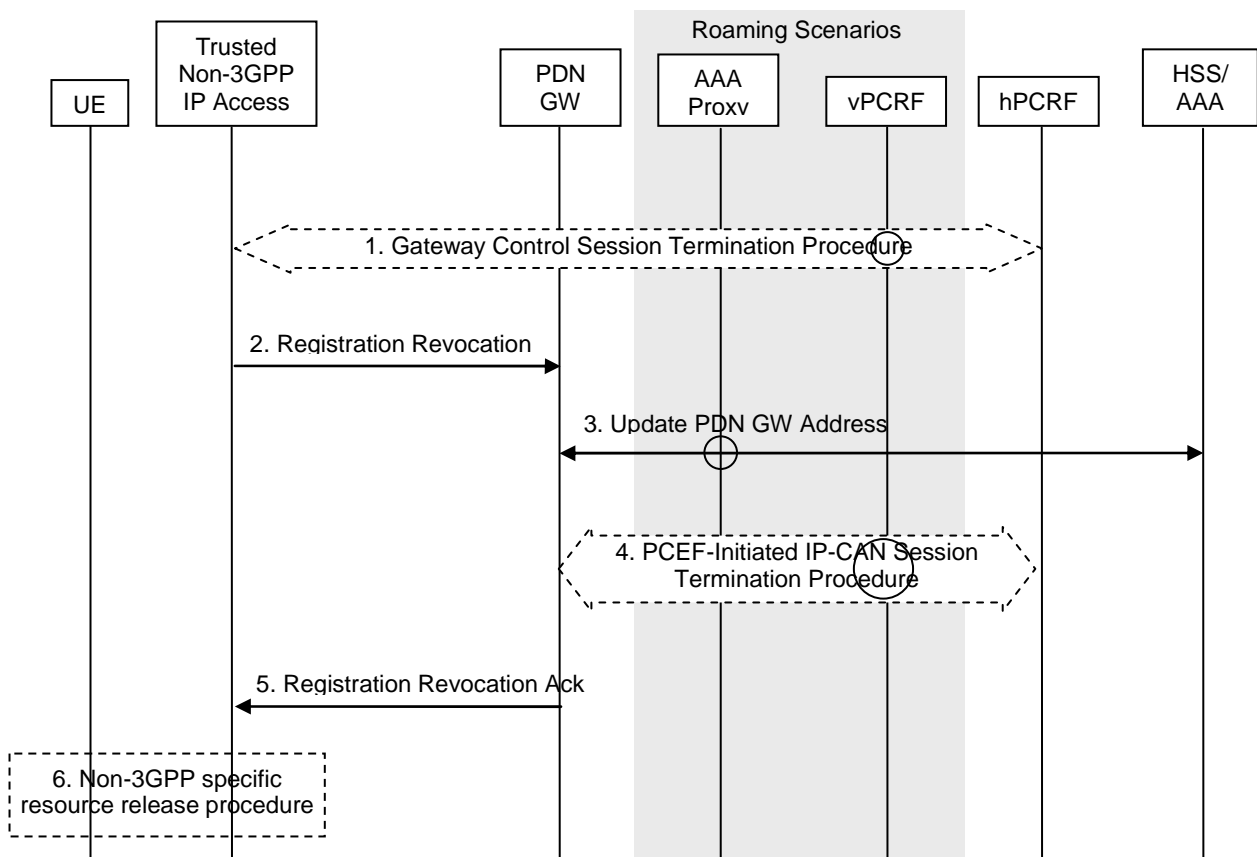 Roaming Scenarios
UE
Trusted
Non-3GPP
IP Access
PDN
GW
AAA
Proxy
vPCRF
hPCRF
HSS/
AAA
1. Gateway Control Session Termination Procedure
2. Registration Revocation
3. Update PDN GW Address
4. PCEF-Initiated IP-CAN Session
Termination Procedure
5. Registration Revocation Ack
6. Non-3GPP specific
resource release procedure